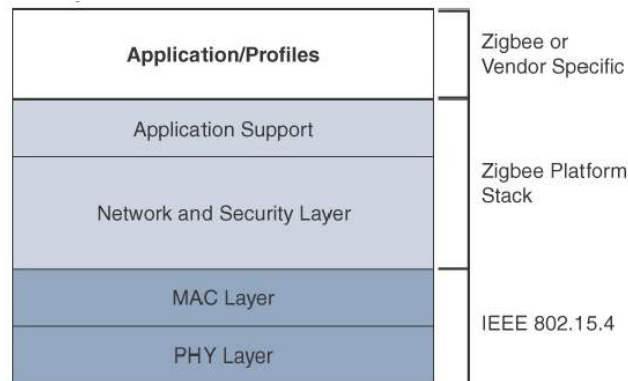 Application/Profiles
Zigbee or
Vendor Specific
Application Support
Network and Security Layer
Zigbee Platform
Stack
MAC Layer
PHY Layer
IEEE 802.15.4